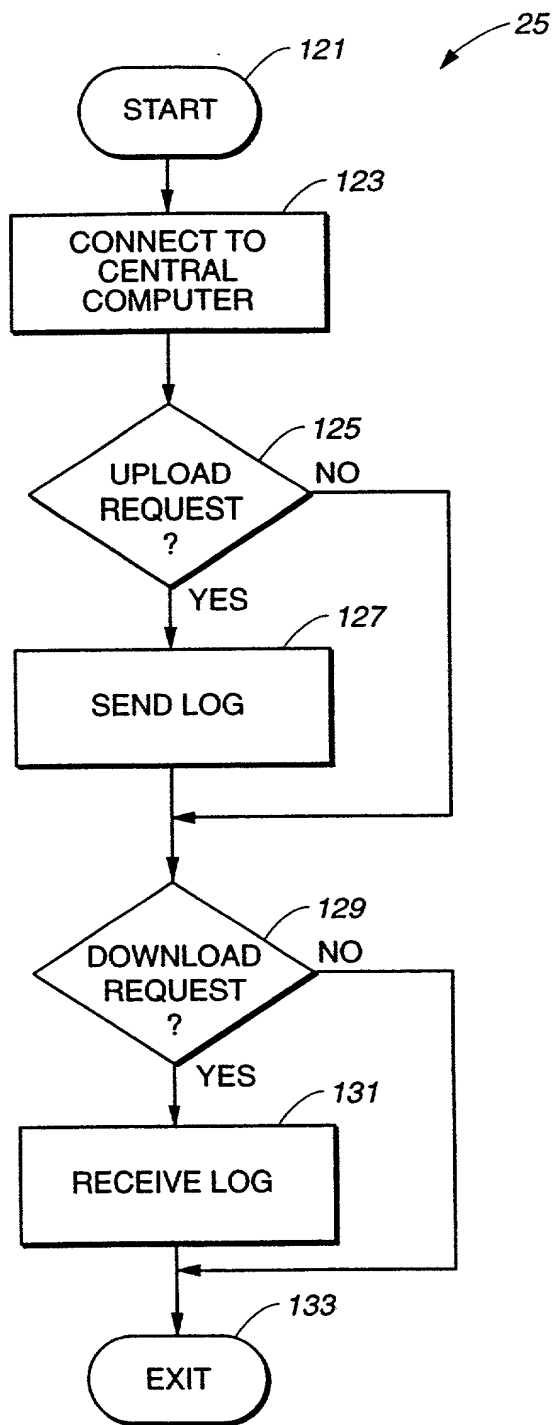 25
121
START
123
CONNECT TO
CENTRAL
COMPUTER
125
UPLOAD
REQUEST
?
NO
YES
127
SEND LOG
129
DOWNLOAD
REQUEST
?
NO
YES
131
RECEIVE LOG
133
EXIT